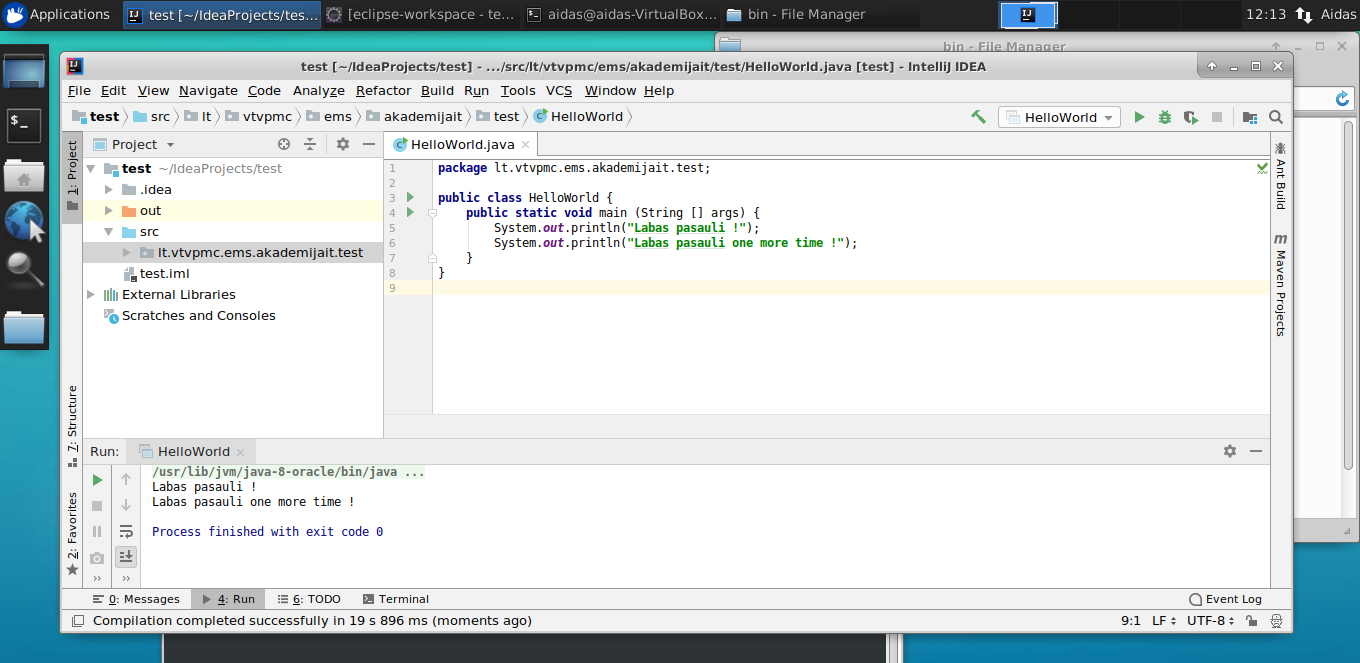 Applications test [~/IdeaProjects/tes... [eclipse-workspace - te... aidas@aidas-VirtualBox... bin - File Manager 12:13 Aidas
bin - File Manager
test [~/IdeaProjects/test] - .../src/lt/vtvpmc/ems/akademijait/test/HelloWorld.java [test] - IntelliJ IDEA
File Edit View Navigate Code Analyze Refactor Build Run Tools VCS Window Help
test src lt vtvpmc ems akademijait test HelloWorld HelloWorld
1: Project
Project
test ~/IdeaProjects/test
.idea
out
src
lt.vtvpmc.ems.akademijait.test
test.iml
External Libraries
Scratches and Consoles
HelloWorld.java
1 package lt.vtvpmc.ems.akademijait.test;
2
3 public class HelloWorld {
4 public static void main (String [] args) {
5 System.out.println("Labas pasauli !");
6 System.out.println("Labas pasauli one more time !");
7 }
8 }
9
Ant Build
Maven Projects
7: Structure
2: Favorites
Run: HelloWorld
/usr/lib/jvm/java-8-oracle/bin/java ...
Labas pasauli !
Labas pasauli one more time !
Process finished with exit code 0
0: Messages 4: Run 6: TODO Terminal Event Log
Compilation completed successfully in 19 s 896 ms (moments ago) 9:1 LF UTF-8